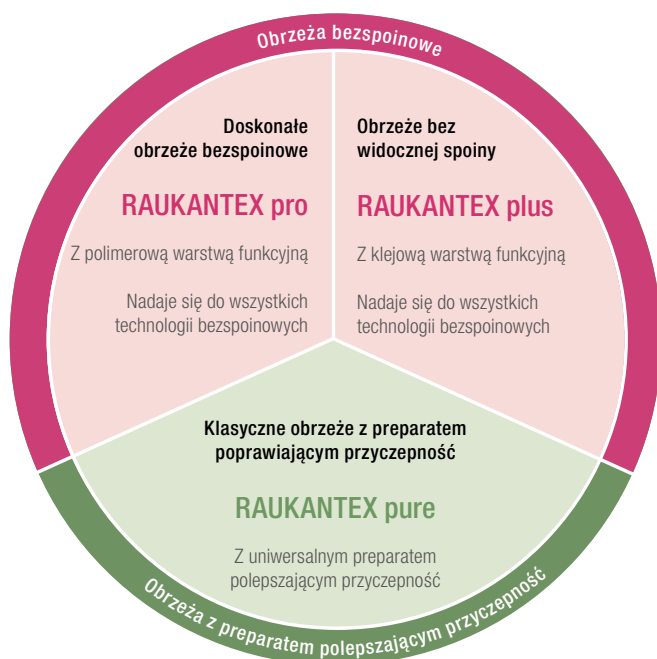 Obrzeża bezspoinowe
Doskonałe
obrzeże bezspoinowe
RAUKANTEX pro
Z polimerową warstwą funkcyjną
Nadaje się do wszystkich
technologii bezspoinowych
Obrzeże bez
widocznej spoiny
RAUKANTEX plus
Z klejową warstwą funkcyjną
Nadaje się do wszystkich
technologii bezspoinowych
Klasyczne obrzeże z preparatem
poprawiającym przyczepność
RAUKANTEX pure
Z uniwersalnym preparatem
polepszającym przyczepność
Obrzeża z preparatem polepszającym przyczepność